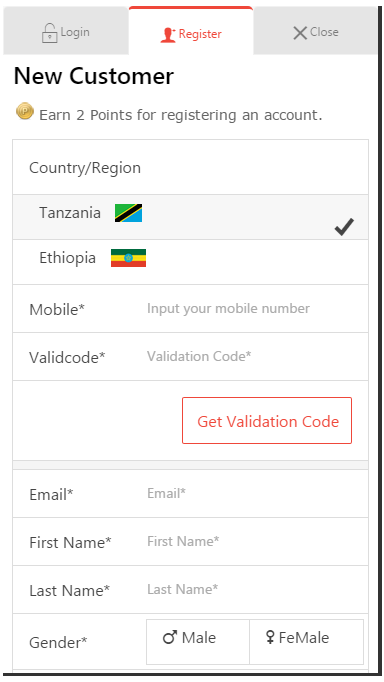 Login Register Close
New Customer
Earn 2 Points for registering an account.
Country/Region
Tanzania
Ethiopia
Mobile* Input your mobile number
Validcode* Validation Code*
Get Validation Code
Email* Email*
First Name* First Name*
Last Name* Last Name*
Gender* Male FeMale